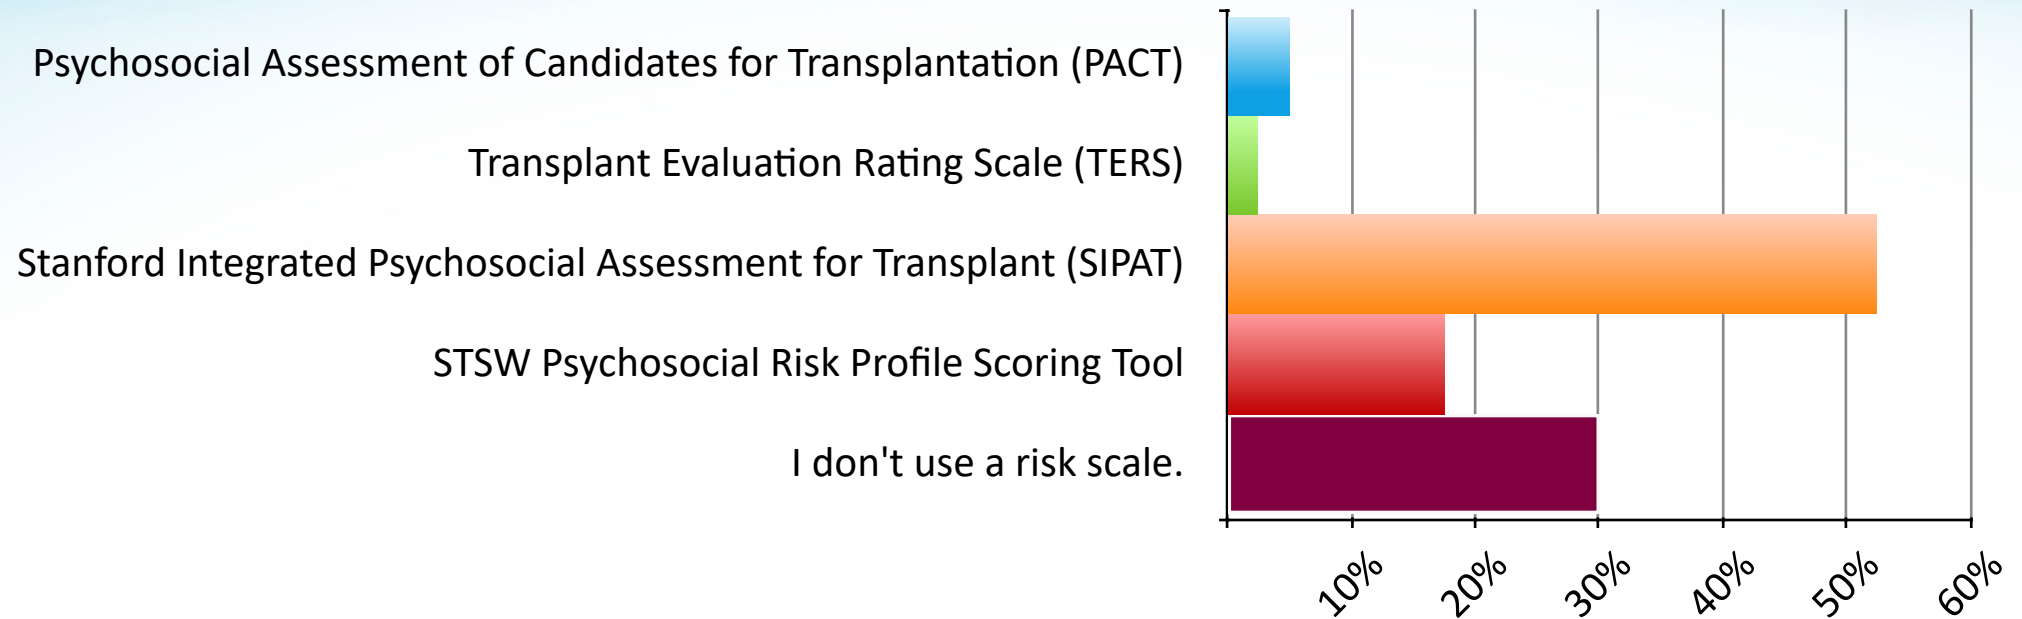 Psychosocial Assessment of Candidates for Transplantation (PACT)
Transplant Evaluation Rating Scale (TERS)
Stanford Integrated Psychosocial Assessment for Transplant (SIPAT)
STSW Psychosocial Risk Profile Scoring Tool
I don't use a risk scale.
10% 20% 30% 40% 50% 60%